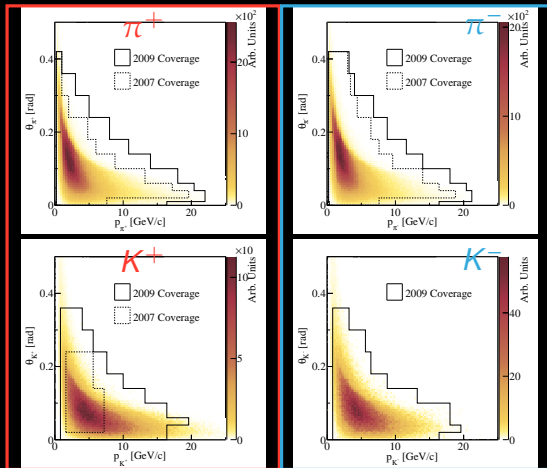 π⁺
×10²
2009 Coverage
2007 Coverage
θπ⁺ [rad]
0.4
0.2
0
0
10
20
pπ⁺ [GeV/c]
20
10
0
Arb. Units
π⁻
×10²
2009 Coverage
2007 Coverage
θπ⁻ [rad]
0.4
0.2
0
0
10
20
pπ⁻ [GeV/c]
20
10
0
Arb. Units
K⁺
×10
2009 Coverage
2007 Coverage
θK⁺ [rad]
0.4
0.2
0
0
10
20
pK⁺ [GeV/c]
10
5
0
Arb. Units
K⁻
2009 Coverage
θK⁻ [rad]
0.4
0.2
0
0
10
20
pK⁻ [GeV/c]
40
20
0
Arb. Units